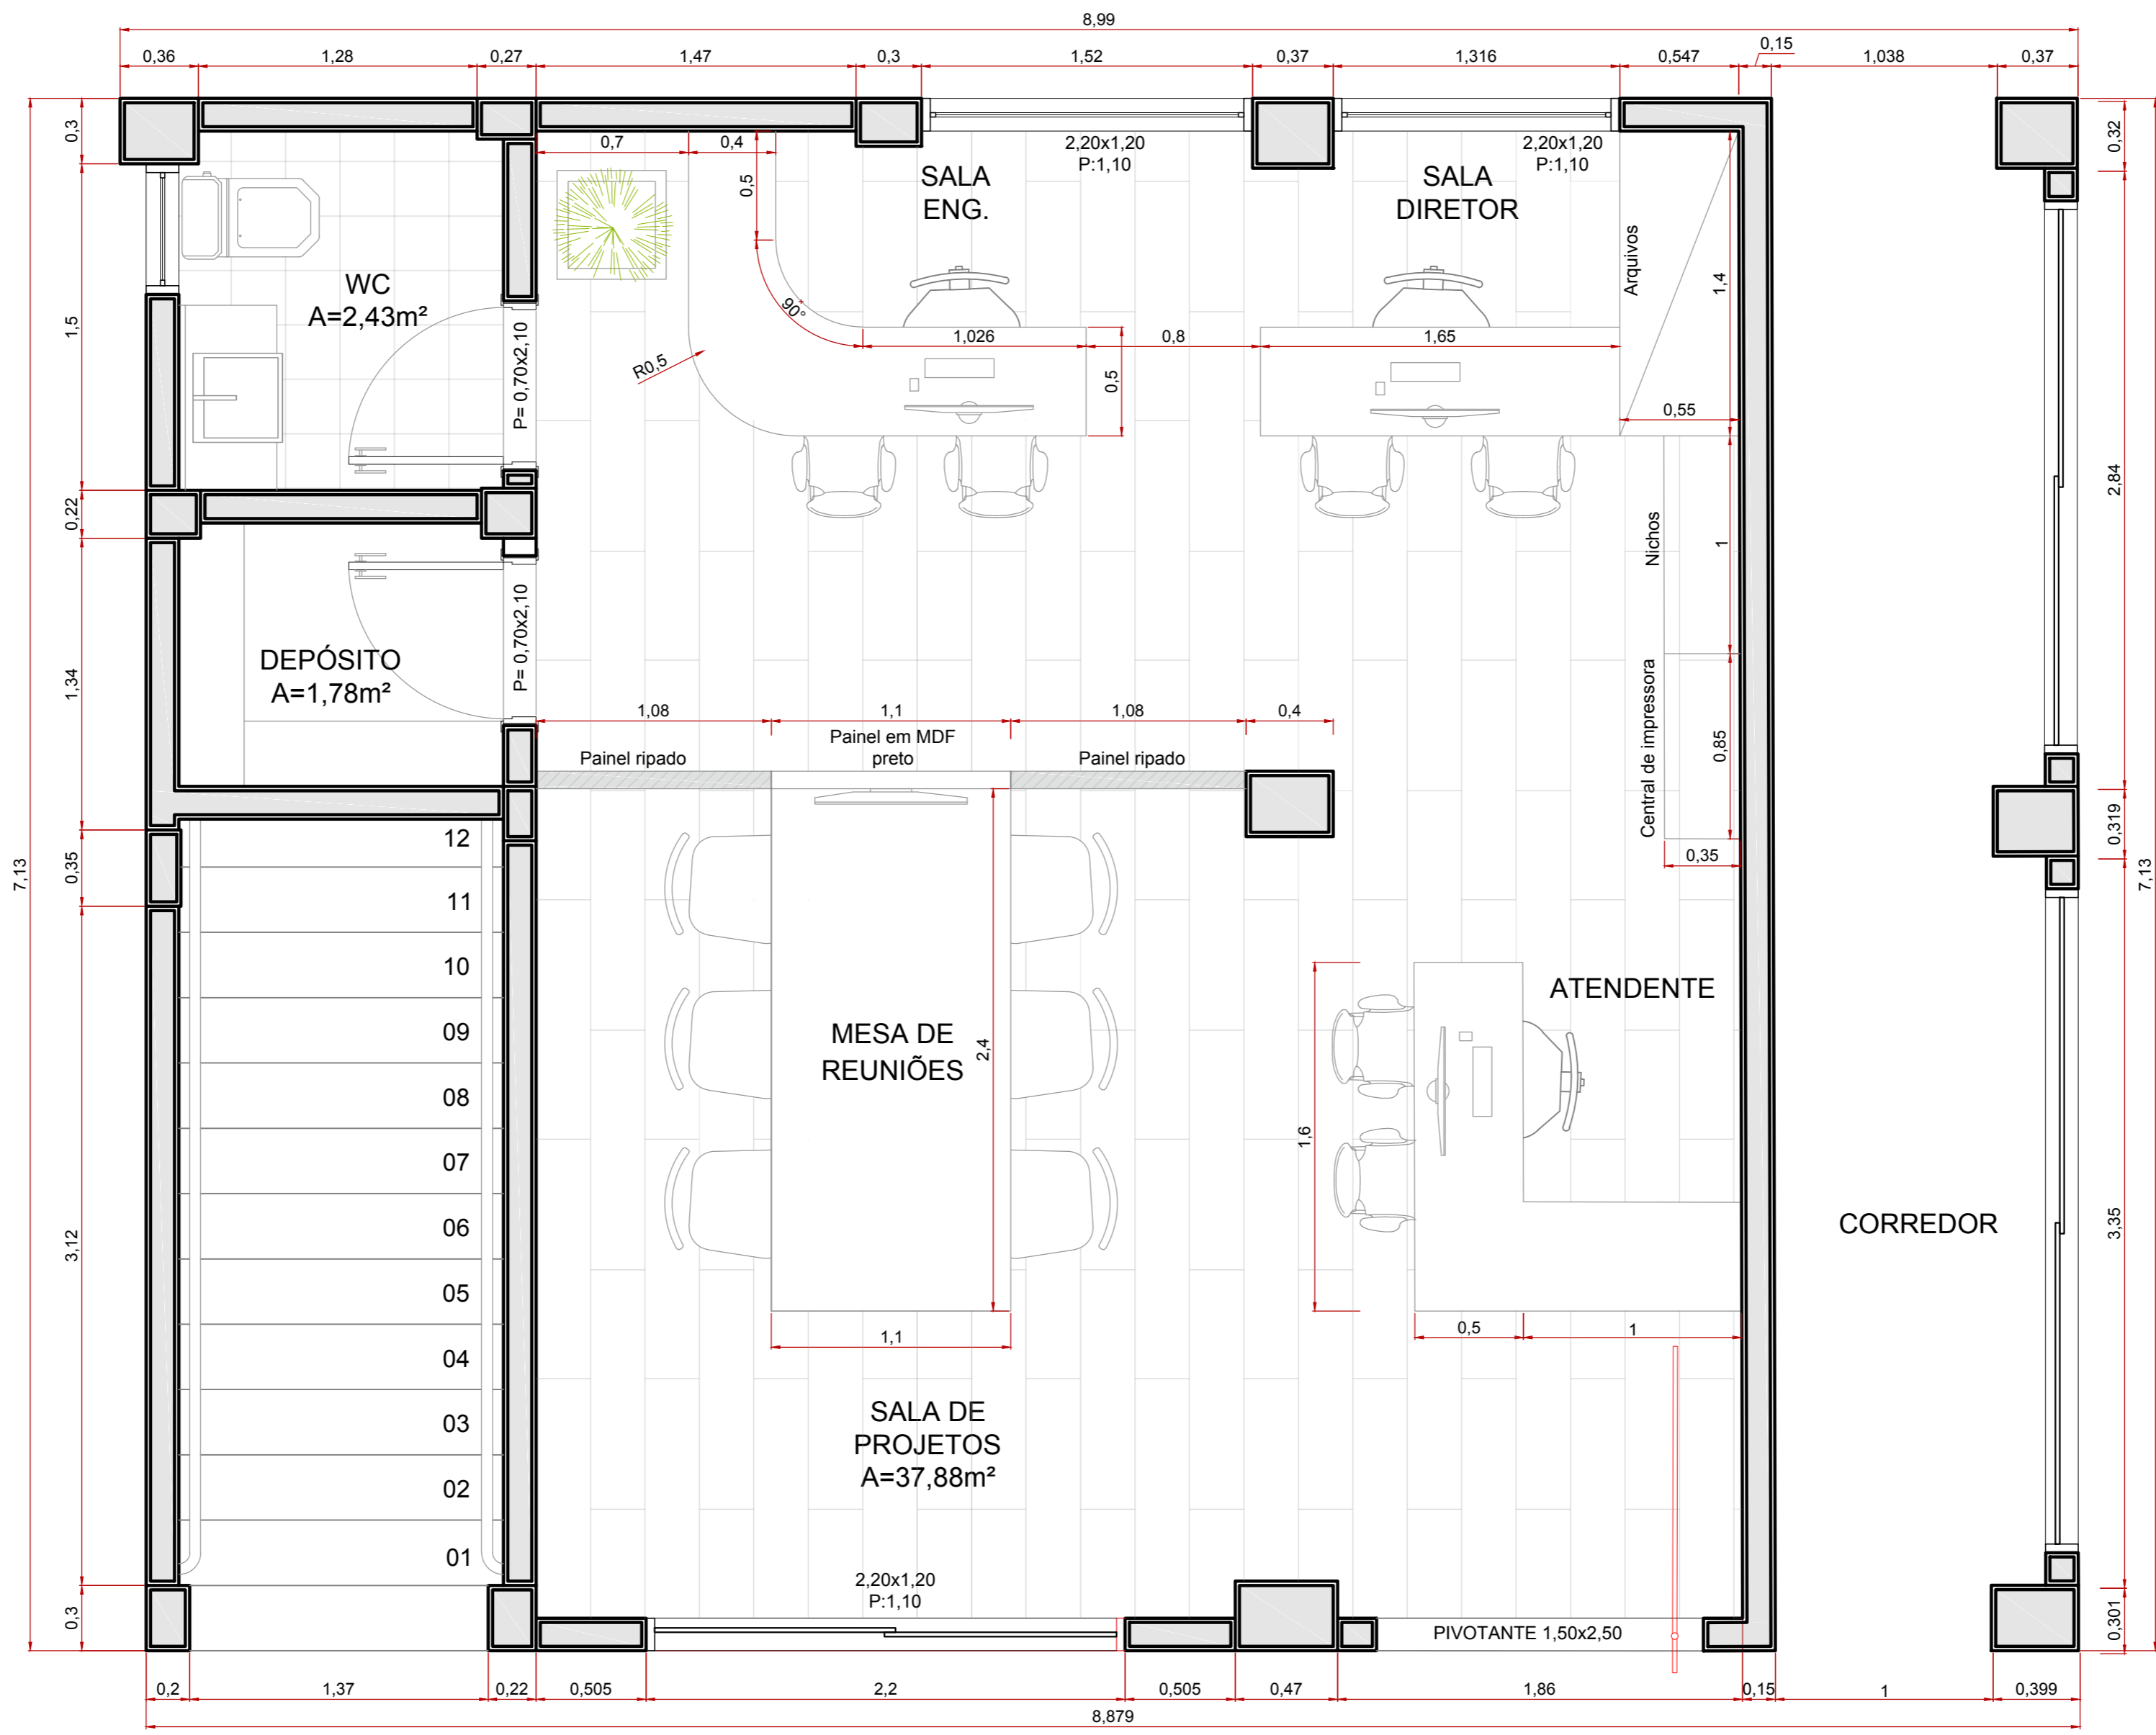 8,99
0,36
1,28
0,27
1,47
0,3
1,52
0,37
1,316
0,547
0,15
1,038
0,37
0,3
1,5
0,22
1,34
0,35
3,12
0,3
7,13
0,7
0,4
0,5
90°
R0,5
SALA
ENG.
2,20x1,20
P:1,10
SALA
DIRETOR
2,20x1,20
P:1,10
Arquivos
1,4
0,32
WC
A=2,43m²
P= 0,70x2,10
1,026
0,5
0,8
1,65
0,55
2,84
Nichos
1
DEPÓSITO
A=1,78m²
P= 0,70x2,10
1,08
1,1
1,08
0,4
Painel ripado
Painel em MDF
preto
Painel ripado
Central de impressora
0,85
0,35
0,319
7,13
12
11
10
09
08
07
06
05
04
03
02
01
MESA DE
REUNIÕES
2,4
1,1
ATENDENTE
1,6
0,5
1
CORREDOR
3,35
SALA DE
PROJETOS
A=37,88m²
2,20x1,20
P:1,10
PIVOTANTE 1,50x2,50
0,301
0,2
1,37
0,22
0,505
2,2
0,505
0,47
1,86
0,15
1
0,399
8,879